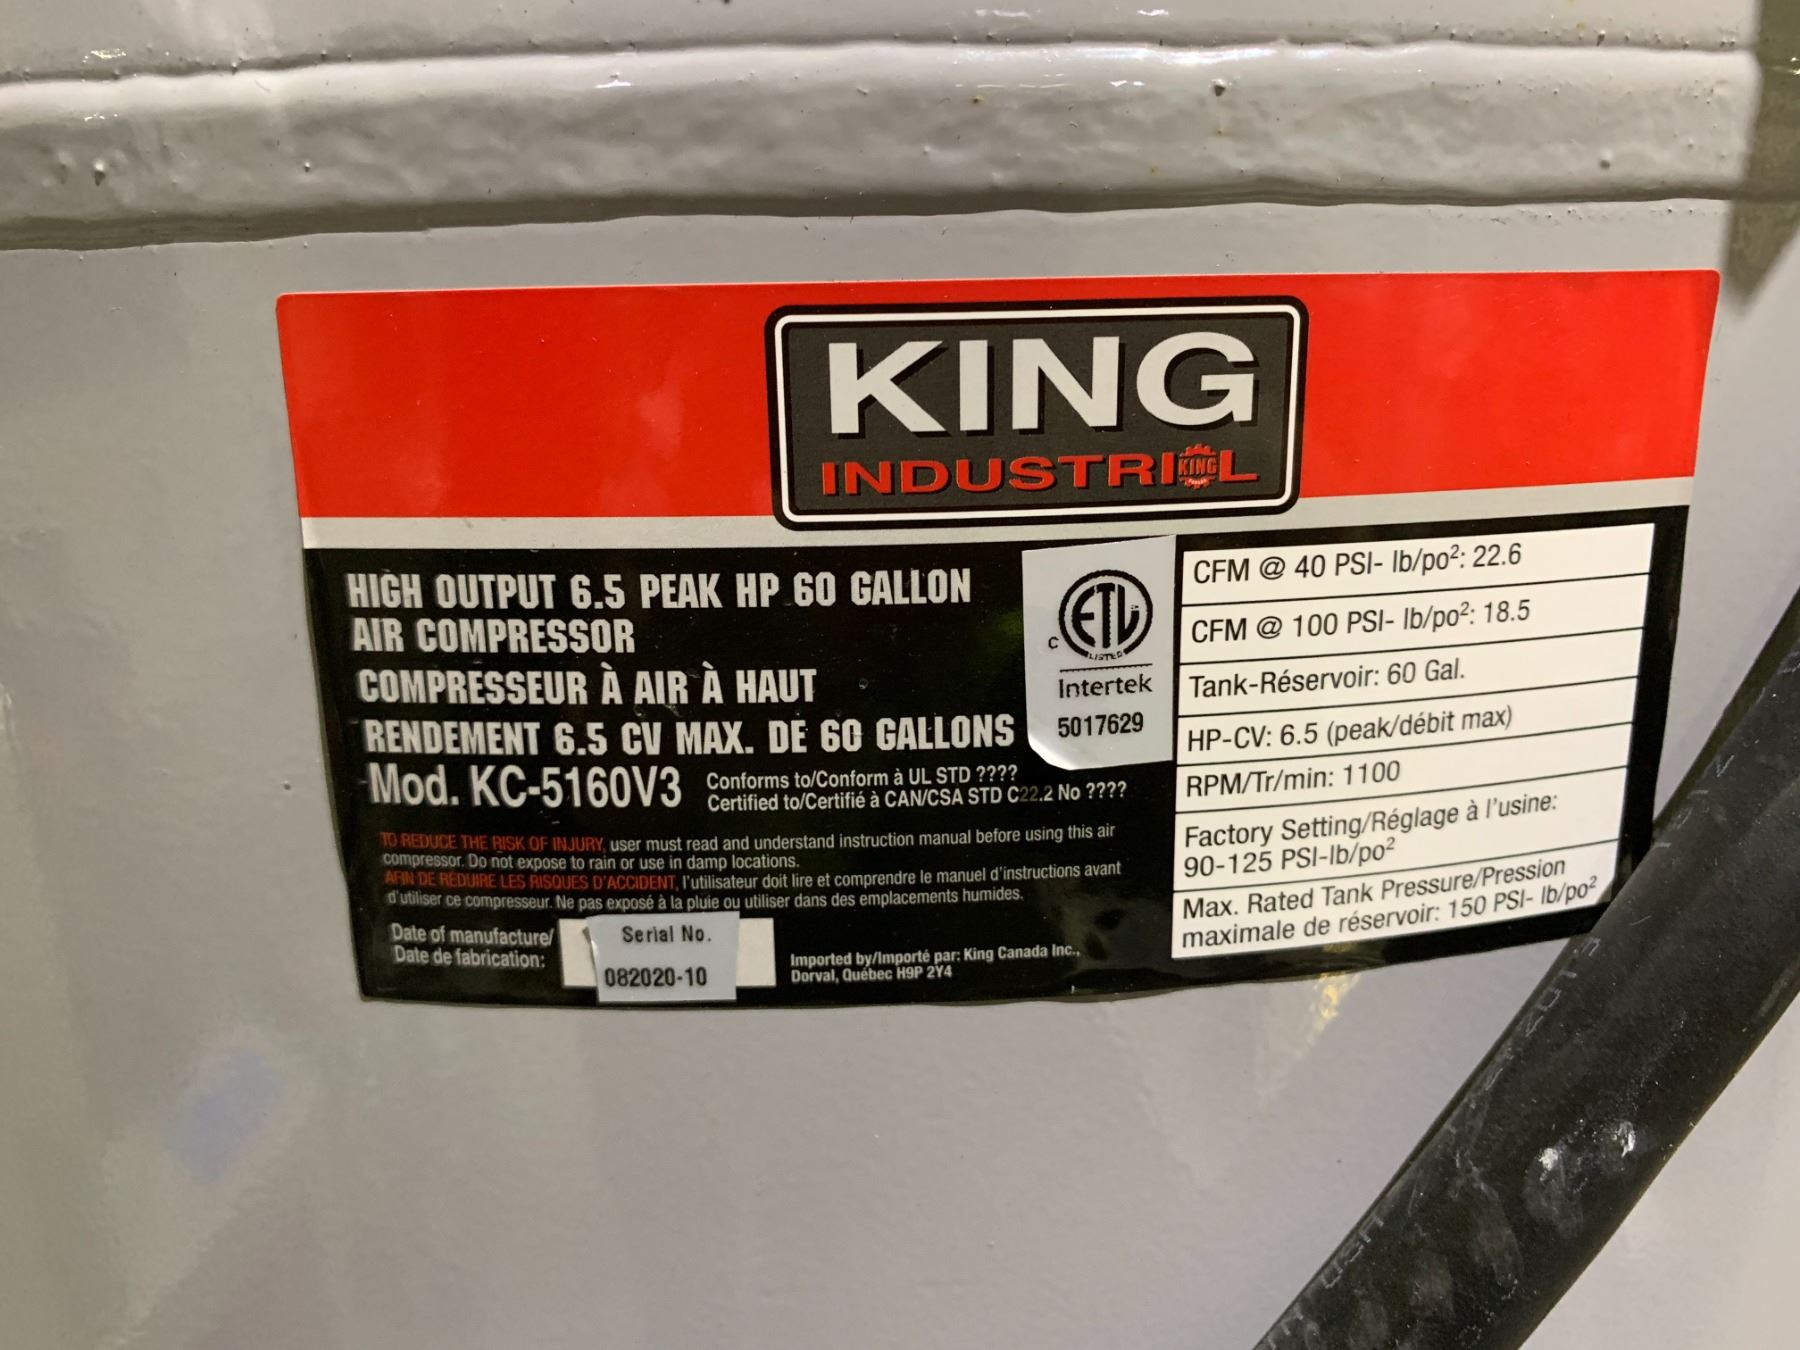 KING
INDUSTRIAL
KING
HIGH OUTPUT 6.5 PEAK HP 60 GALLON
AIR COMPRESSOR
COMPRESSEUR À AIR À HAUT
RENDEMENT 6.5 CV MAX. DE 60 GALLONS
Mod. KC-5160V3
Conforms to/Conform à UL STD ????
Certified to/Certifié à CAN/CSA STD C22.2 No ????
TO REDUCE THE RISK OF INJURY, user must read and understand instruction manual before using this air
compressor. Do not expose to rain or use in damp locations.
AFIN DE RÉDUIRE LES RISQUES D'ACCIDENT, l'utilisateur doit lire et comprendre le manuel d'instructions avant
d'utiliser ce compresseur. Ne pas exposé à la pluie ou utiliser dans des emplacements humides.
Date of manufacture/
Date de fabrication:
Serial No.
082020-10
Imported by/Importé par: King Canada Inc.,
Dorval, Québec H9P 2Y4
ETL
C
LISTED
Intertek
5017629
CFM @ 40 PSI- lb/po²: 22.6
CFM @ 100 PSI- lb/po²: 18.5
Tank-Réservoir: 60 Gal.
HP-CV: 6.5 (peak/débit max)
RPM/Tr/min: 1100
Factory Setting/Réglage à l'usine:
90-125 PSI-lb/po²
Max. Rated Tank Pressure/Pression
maximale de réservoir: 150 PSI- lb/po²